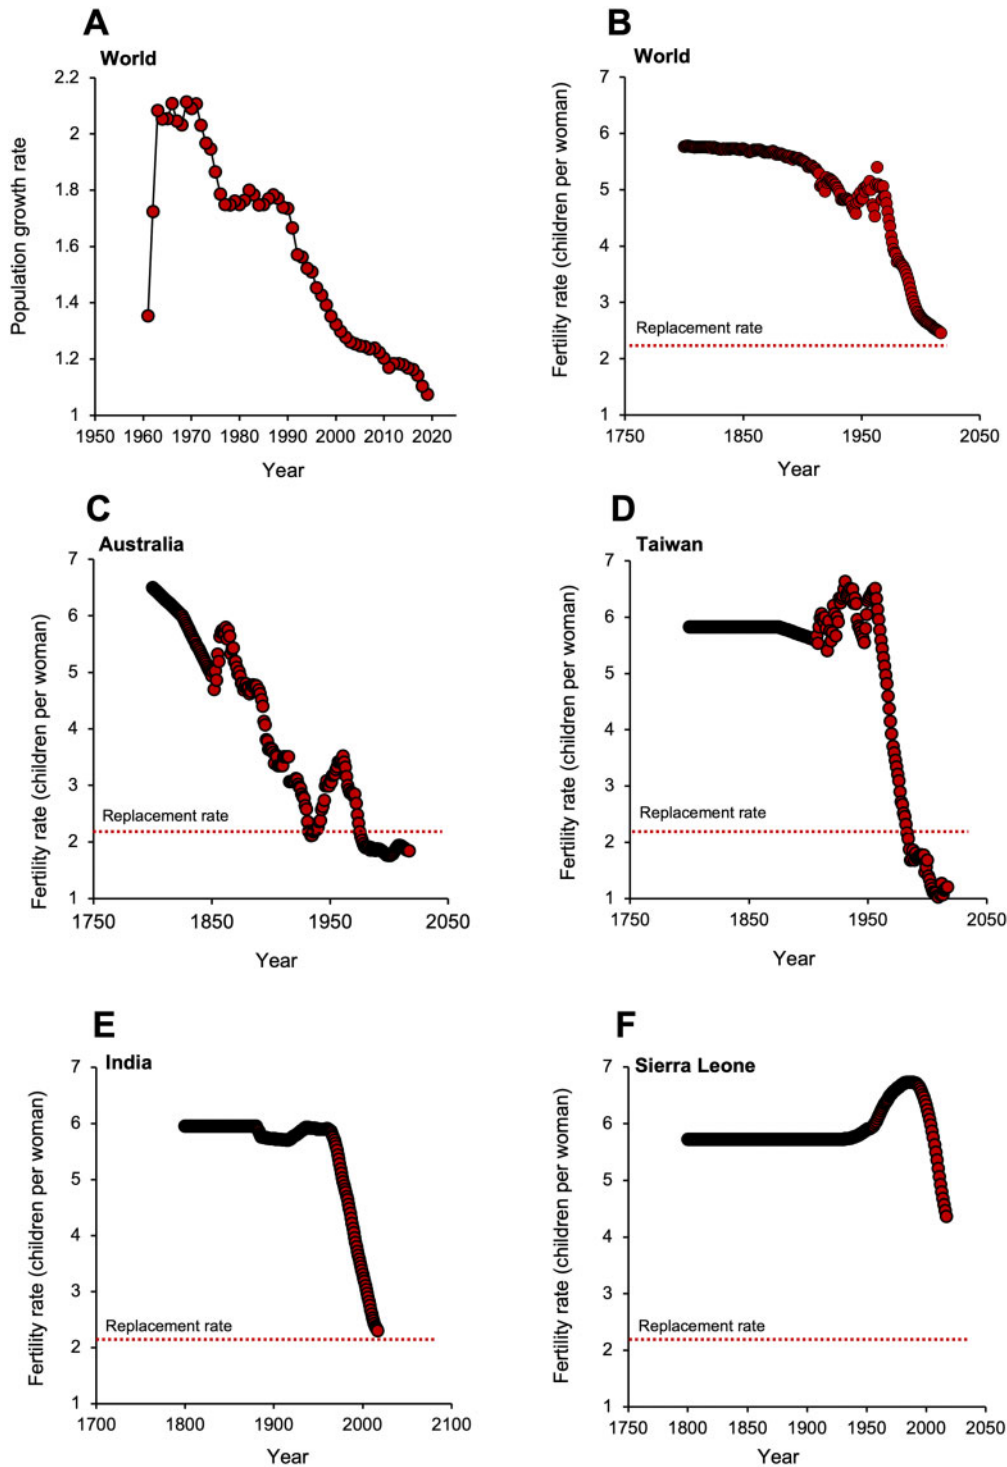 A
World
Population growth rate
2.2
2
1.8
1.6
1.4
1.2
1
1950 1960 1970 1980 1990 2000 2010 2020
Year
B
World
Fertility rate (children per woman)
7
6
5
4
3
Replacement rate
2
1
1750 1850 1950 2050
Year
C
Australia
Fertility rate (children per woman)
7
6
5
4
3
Replacement rate
2
1
1750 1850 1950 2050
Year
D
Taiwan
Fertility rate (children per woman)
7
6
5
4
3
Replacement rate
2
1
1750 1850 1950 2050
Year
E
India
Fertility rate (children per woman)
7
6
5
4
3
Replacement rate
2
1
1700 1800 1900 2000 2100
Year
F
Sierra Leone
Fertility rate (children per woman)
7
6
5
4
3
Replacement rate
2
1
1750 1800 1850 1900 1950 2000 2050
Year